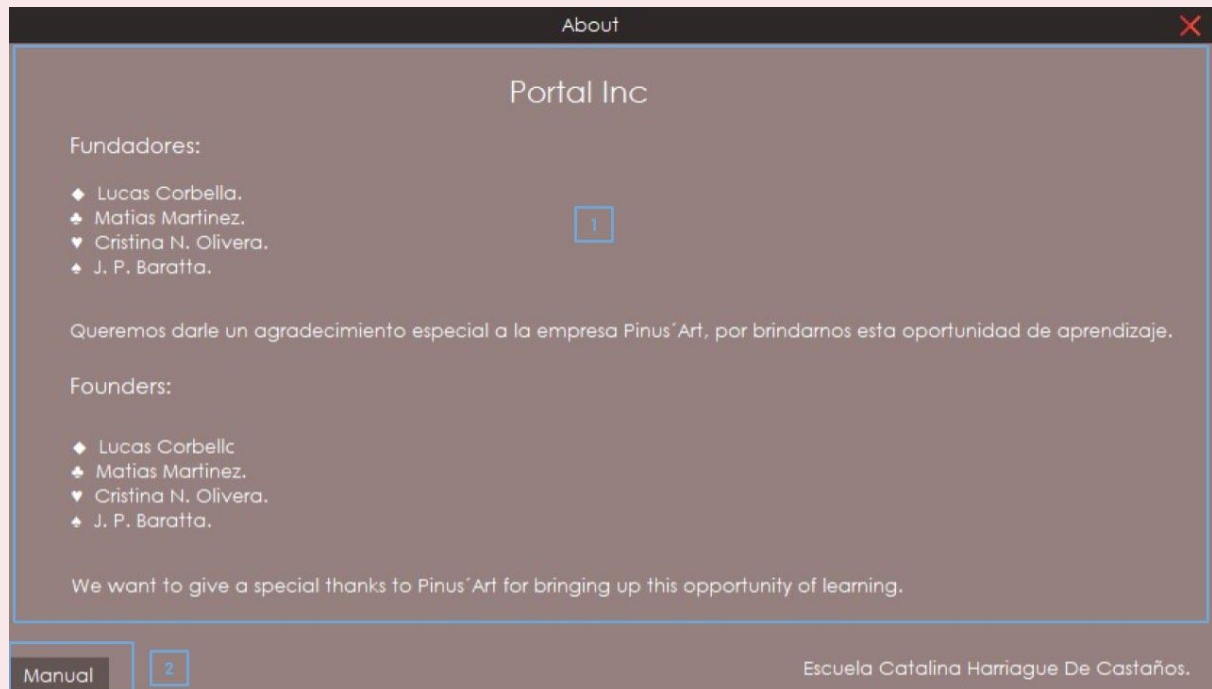 About
Portal Inc
Fundadores:
◆ Lucas Corbella.
♣ Matias Martinez.
♥ Cristina N. Olivera.
♠ J. P. Baratta.
1
Queremos darle un agradecimiento especial a la empresa Pinus´Art, por brindarnos esta oportunidad de aprendizaje.
Founders:
◆ Lucas Corbellc
♣ Matias Martinez.
♥ Cristina N. Olivera.
♠ J. P. Baratta.
We want to give a special thanks to Pinus´Art for bringing up this opportunity of learning.
Manual
2
Escuela Catalina Harriague De Castaños.